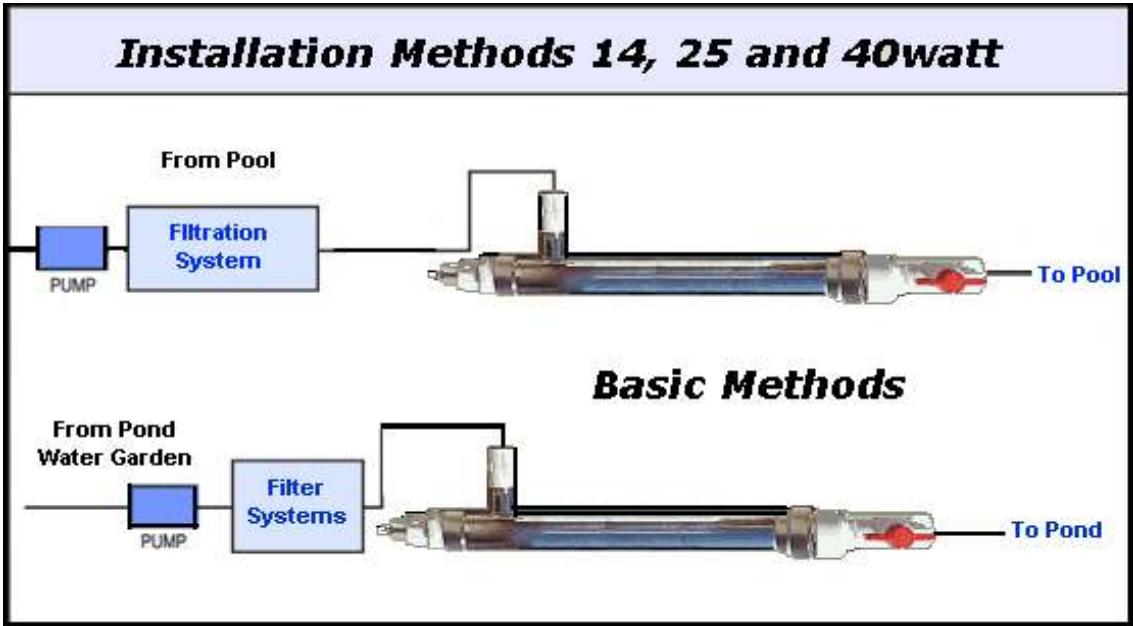 Installation Methods 14, 25 and 40watt
From Pool
Filtration
System
PUMP
To Pool
Basic Methods
From Pond
Water Garden
Filter
Systems
PUMP
To Pond